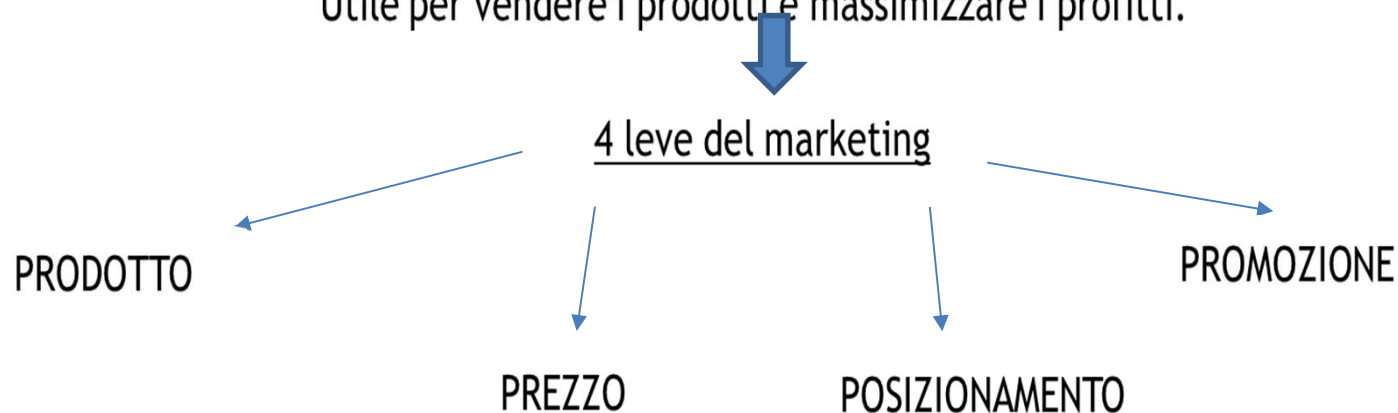 Utile per vendere i prodotti e massimizzare i profitti.
4 leve del marketing
PRODOTTO
PROMOZIONE
PREZZO
POSIZIONAMENTO